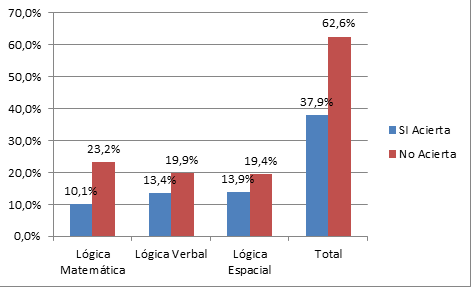 70,0%
60,0%
50,0%
40,0%
30,0%
20,0%
10,0%
0,0%
10,1%
23,2%
13,4%
19,9%
13,9%
19,4%
37,9%
62,6%
Lógica
Matemática
Lógica Verbal
Lógica
Espacial
Total
SI Acierta
No Acierta